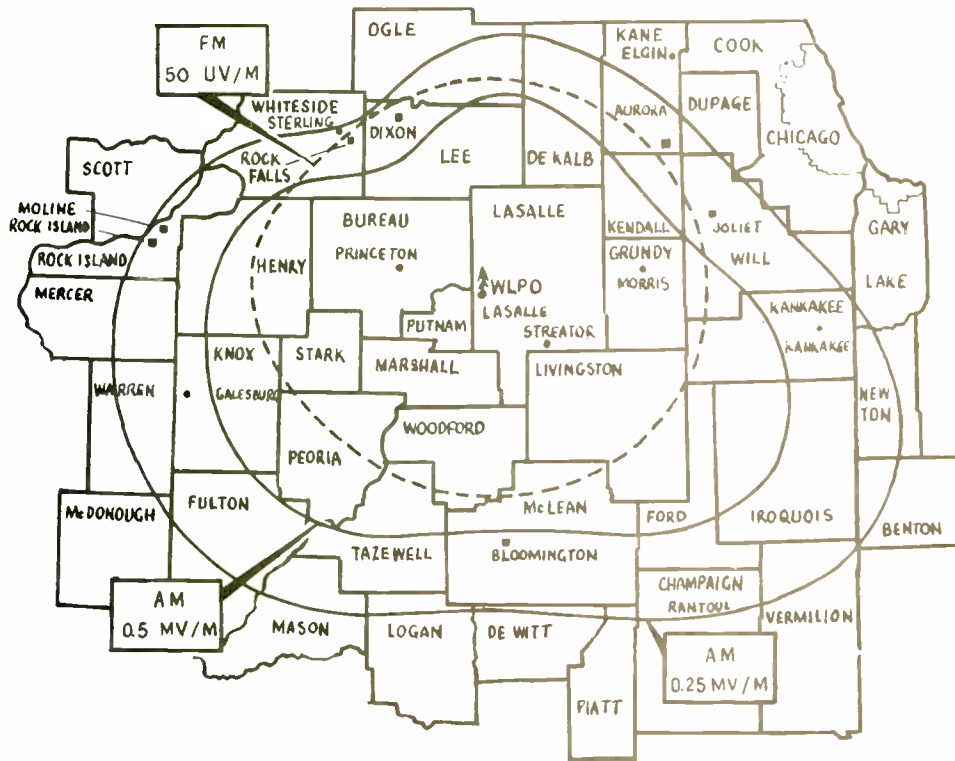 FM
50 UV/M
OGLE
KANE
ELGIN
COOK
WHITESIDE
STERLING
DIXON
AURORA
DUPAGE
CHICAGO
SCOTT
ROCK
FALLS
LEE
DE KALB
MOLINE
ROCK ISLAND
BUREAU
LASALLE
KENDALL
JOLIET
GARY
ROCK ISLAND
HENRY
PRINCETON
GRUNDY
MORRIS
WILL
LAKE
MERCER
WLPO
LASALLE
KANKAKEE
PUTNAM
STREATOR
KANKAKEE
KNOX
STARK
MARSHALL
LIVINGSTON
WARREN
GALESBURG
NEW
TON
WOODFORD
PEORIA
MCDONOUGH
FULTON
MCLEAN
FORD
IROQUOIS
BENTON
TAZEWELL
BLOOMINGTON
AM
0.5 MV/M
CHAMPAIGN
RANTOUL
VERMILION
MASON
LOGAN
DE WITT
AM
0.25 MV/M
PIATT